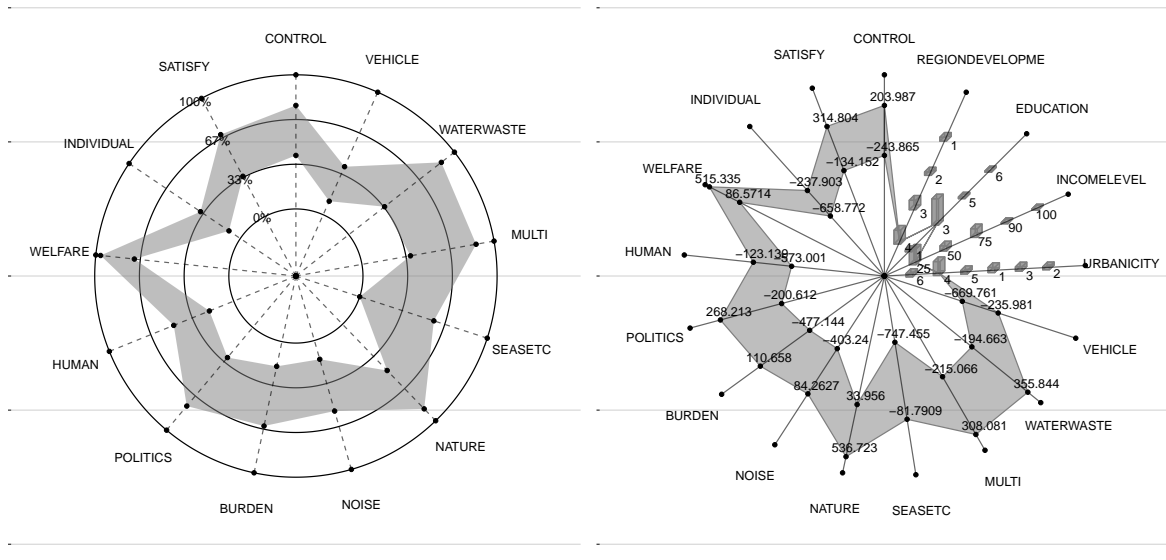 CONTROL
SATISFY
VEHICLE
100%
WATERWASTE
67%
INDIVIDUAL
33%
0%
MULTI
WELFARE
SEASETC
HUMAN
NATURE
POLITICS
NOISE
BURDEN
CONTROL
SATISFY
REGIONDEVELOPME
INDIVIDUAL
203.987
EDUCATION
314.804
1
−243.865
WELFARE
−134.152
2
6
INCOMELEVEL
515.335
−237.903
86.5714
5
100
−658.772
3
3
90
4
75
HUMAN
−123.139
1
50
−573.001
25
URBANICITY
6
4
5
1
3
2
−669.761
−200.612
−235.981
268.213
POLITICS
−477.144
−747.455
−194.663
VEHICLE
−403.24
110.658
−215.066
84.2627
33.956
355.844
BURDEN
−81.7909
308.081
WATERWASTE
536.723
NOISE
MULTI
NATURE
SEASETC